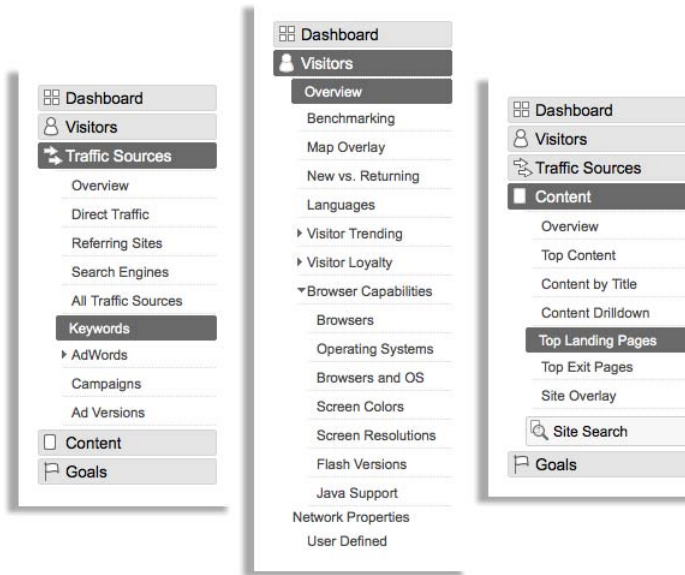 Dashboard
Visitors
Traffic Sources
Overview
Direct Traffic
Referring Sites
Search Engines
All Traffic Sources
Keywords
AdWords
Campaigns
Ad Versions
Content
Goals
Dashboard
Visitors
Overview
Benchmarking
Map Overlay
New vs. Returning
Languages
Visitor Trending
Visitor Loyalty
Browser Capabilities
Browsers
Operating Systems
Browsers and OS
Screen Colors
Screen Resolutions
Flash Versions
Java Support
Network Properties
User Defined
Dashboard
Visitors
Traffic Sources
Content
Overview
Top Content
Content by Title
Content Drilldown
Top Landing Pages
Top Exit Pages
Site Overlay
Site Search
Goals